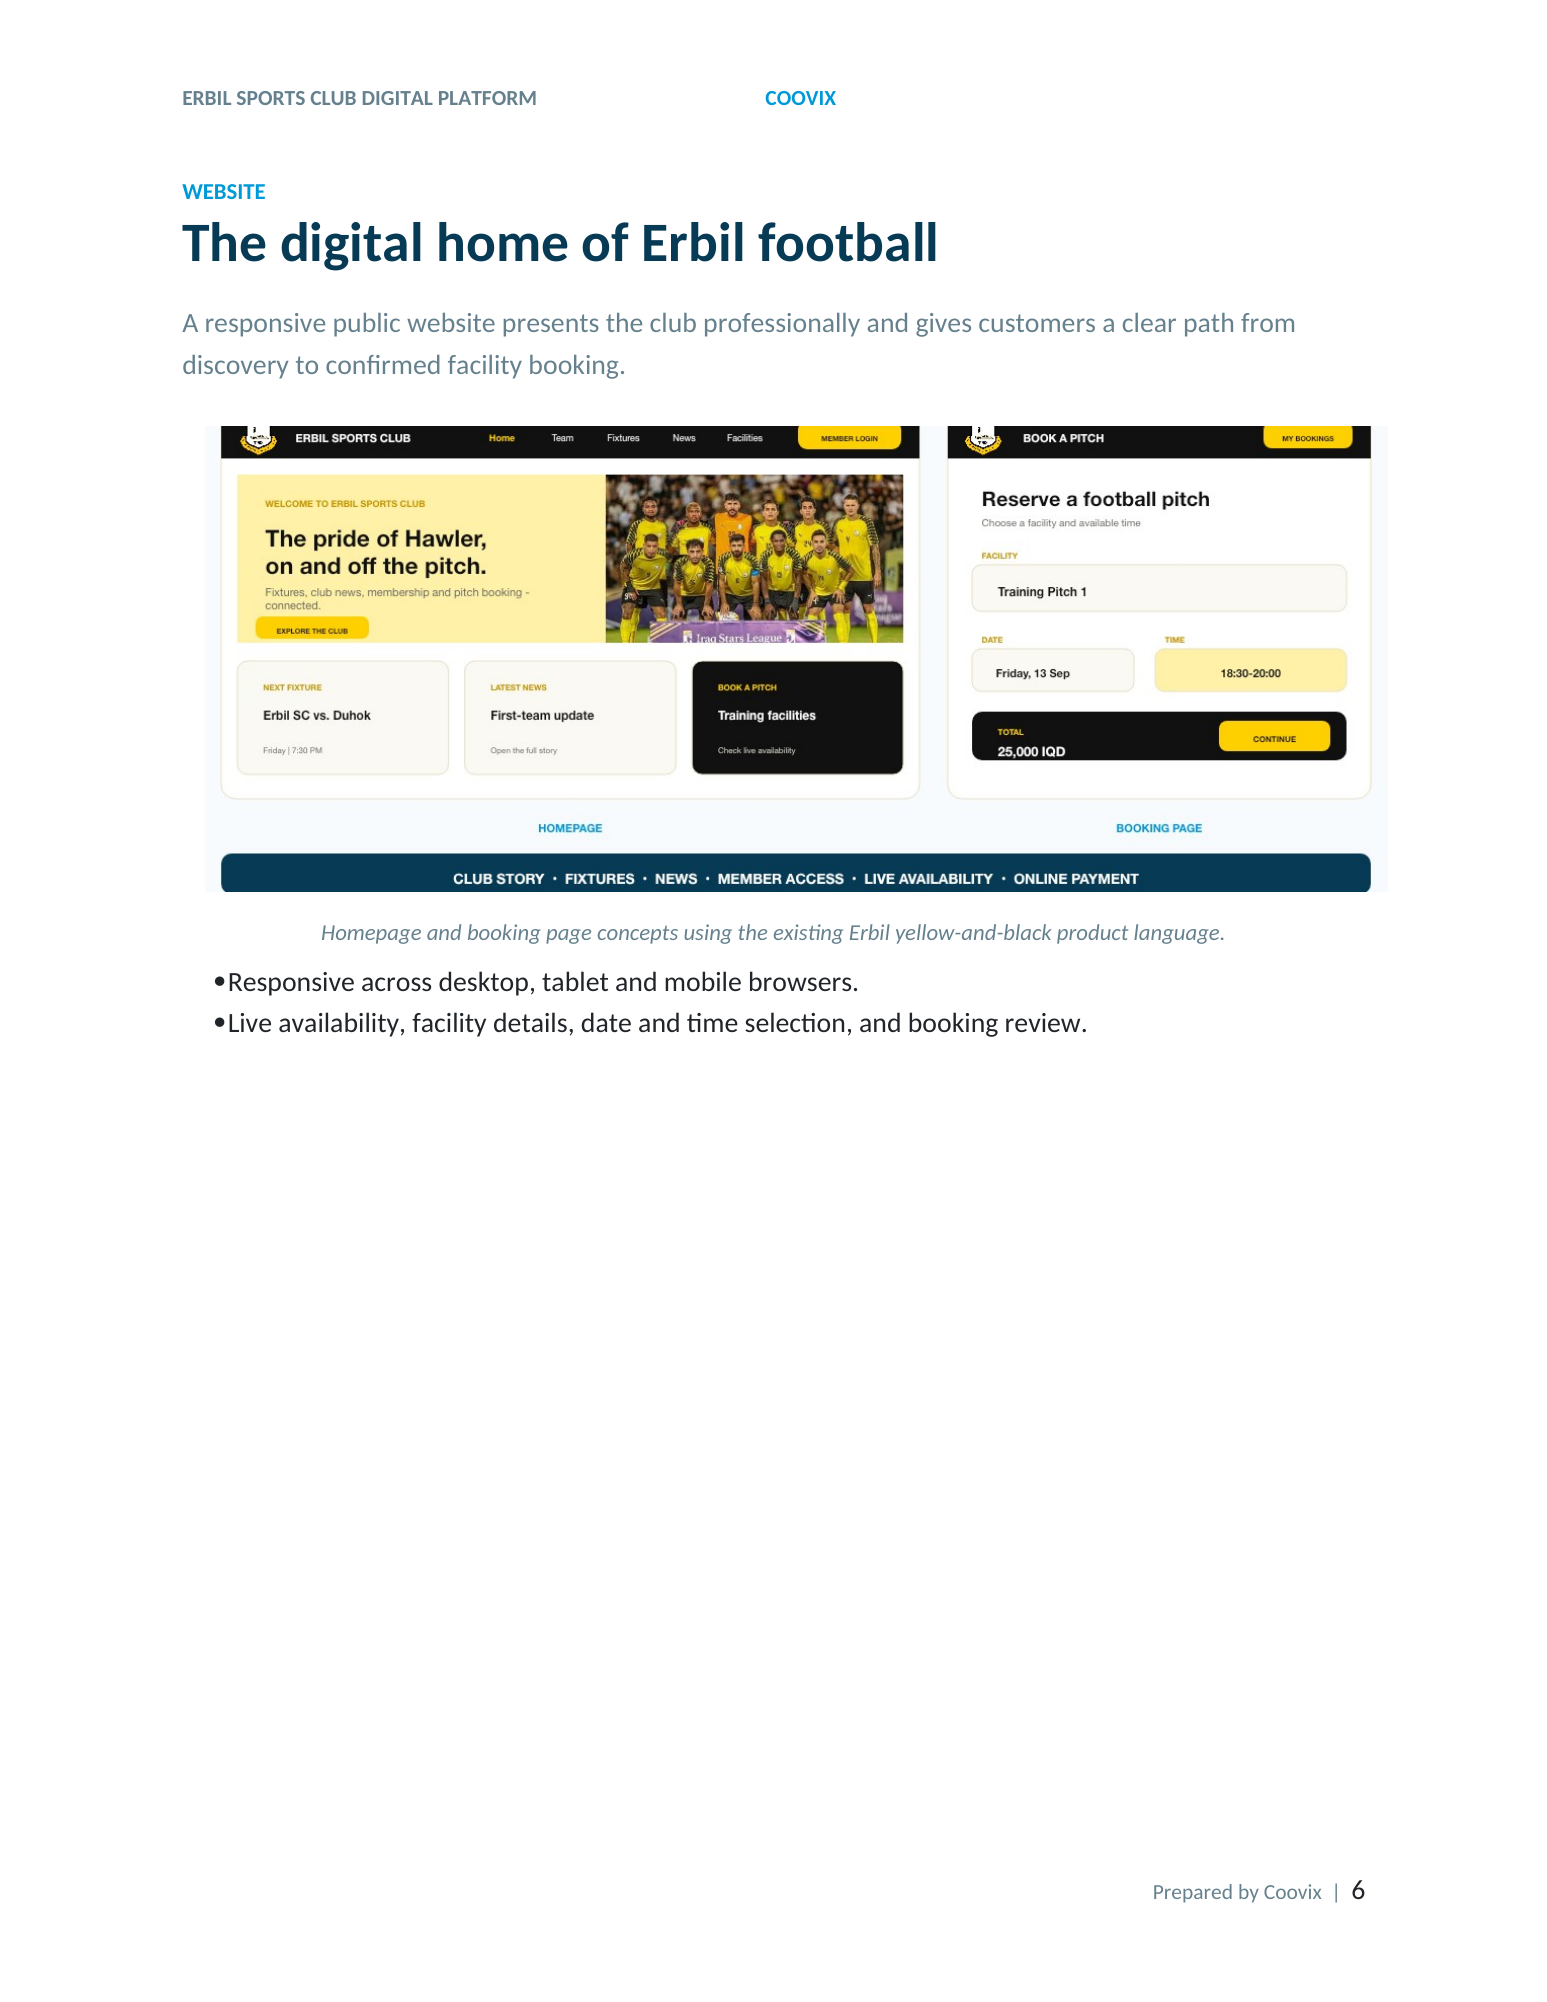 ERBIL SPORTS CLUB DIGITAL PLATFORM
COOVIX
WEBSITE
The digital home of Erbil football
A responsive public website presents the club professionally and gives customers a clear path from
discovery to confirmed facility booking.
ERBIL SPORTS CLUB
Home
Team
Fixtures
News
Facilities
MEMBER LOGIN
WELCOME TO ERBIL SPORTS CLUB
The pride of Hawler,
on and off the pitch.
Fixtures, club news, membership and pitch booking -
connected.
EXPLORE THE CLUB
Iraq Stars League
NEXT FIXTURE
Erbil SC vs. Duhok
Friday | 7:30 PM
LATEST NEWS
First-team update
Open the full story
BOOK A PITCH
Training facilities
Check live availability
HOMEPAGE
BOOK A PITCH
MY BOOKINGS
Reserve a football pitch
Choose a facility and available time
FACILITY
Training Pitch 1
DATE
TIME
Friday, 13 Sep
18:30-20:00
TOTAL
25,000 IQD
CONTINUE
BOOKING PAGE
CLUB STORY · FIXTURES · NEWS · MEMBER ACCESS · LIVE AVAILABILITY · ONLINE PAYMENT
Homepage and booking page concepts using the existing Erbil yellow-and-black product language.
•Responsive across desktop, tablet and mobile browsers.
•Live availability, facility details, date and time selection, and booking review.
Prepared by Coovix | 6